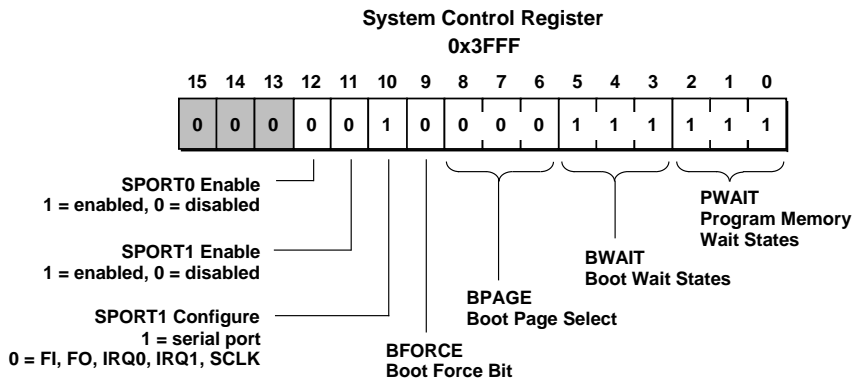 System Control Register
0x3FFF
15 14 13 12 11 10 9 8 7 6 5 4 3 2 1 0
0 0 0 0 0 1 0 0 0 0 1 1 1 1 1 1
SPORT0 Enable
1 = enabled, 0 = disabled
SPORT1 Enable
1 = enabled, 0 = disabled
SPORT1 Configure
1 = serial port
0 = FI, FO, IRQ0, IRQ1, SCLK
BFORCE
Boot Force Bit
BPAGE
Boot Page Select
BWAIT
Boot Wait States
PWAIT
Program Memory
Wait States